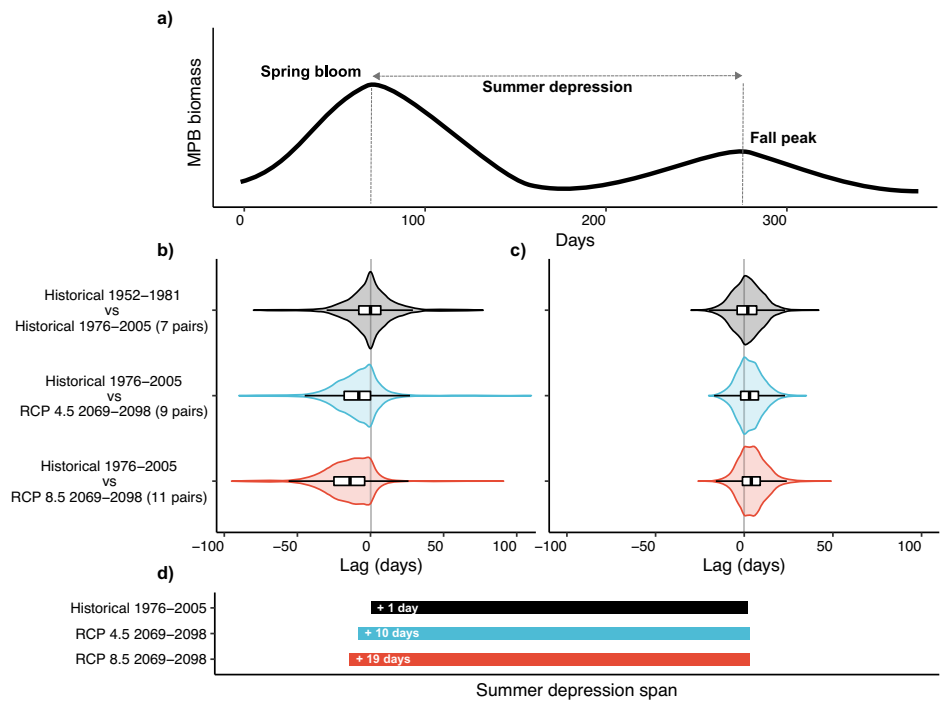 a)
MPB biomass
Spring bloom
Summer depression
Fall peak
0 100 200 300
Days
b)
c)
Historical 1952−1981
vs
Historical 1976−2005 (7 pairs)
Historical 1976−2005
vs
RCP 4.5 2069−2098 (9 pairs)
Historical 1976−2005
vs
RCP 8.5 2069−2098 (11 pairs)
−100 −50 0 50 100
Lag (days)
−100 −50 0 50 100
Lag (days)
d)
Historical 1976−2005
+ 1 day
RCP 4.5 2069−2098
+ 10 days
RCP 8.5 2069−2098
+ 19 days
Summer depression span